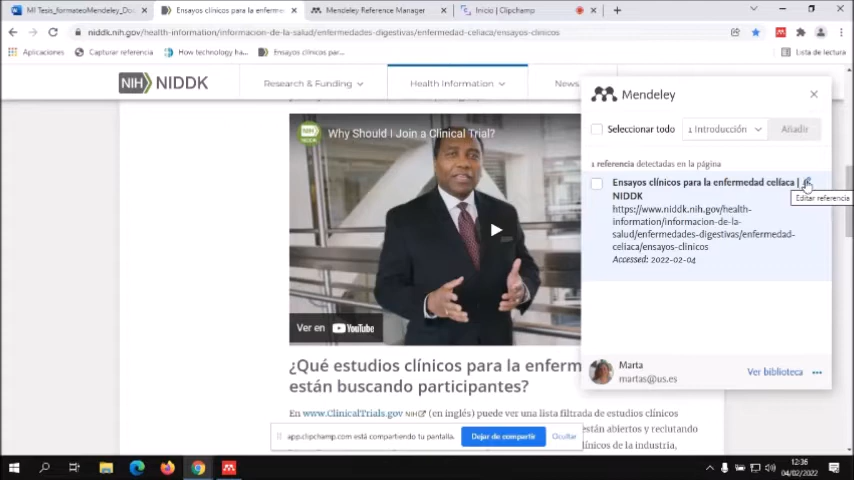 MI Tesis_formateoMendeley_Doc
Ensayos clínicos para la enferme
Mendeley Reference Manager
Inicio | Clipchamp
niddk.nih.gov/health-information/informacion-de-la-salud/enfermedades-digestivas/enfermedad-celiaca/ensayos-clinicos
Aplicaciones
Capturar referencia
How technology ha...
Ensayos clínicos par...
Lista de lectura
NIH NIDDK
Research & Funding
Health Information
News
Why Should I Join a Clinical Trial?
Ver en YouTube
¿Qué estudios clínicos para la enferm
están buscando participantes?
En www.ClinicalTrials.gov NIH (en inglés) puede ver una lista filtrada de estudios clínicos
están abiertos y reclutando
línicos de la industria,
Mendeley
Seleccionar todo
1 Introducción
Añadir
1 referencia detectadas en la página
Ensayos clínicos para la enfermedad celíaca |
NIDDK
https://www.niddk.nih.gov/health-
information/informacion-de-la-
salud/enfermedades-digestivas/enfermedad-
celiaca/ensayos-clinicos
Accessed: 2022-02-04
Editar referencia
Marta
martas@us.es
Ver biblioteca
app.clipchamp.com está compartiendo tu pantalla.
Dejar de compartir
Ocultar
12:36
04/02/2022